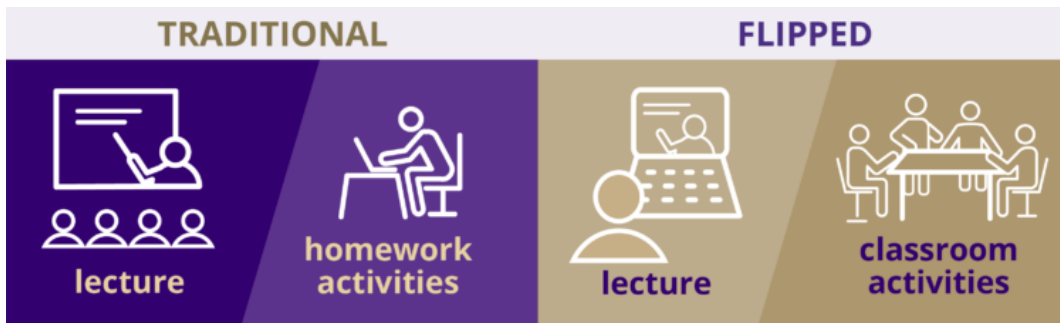 TRADITIONAL
FLIPPED
lecture
homework
activities
lecture
classroom
activities